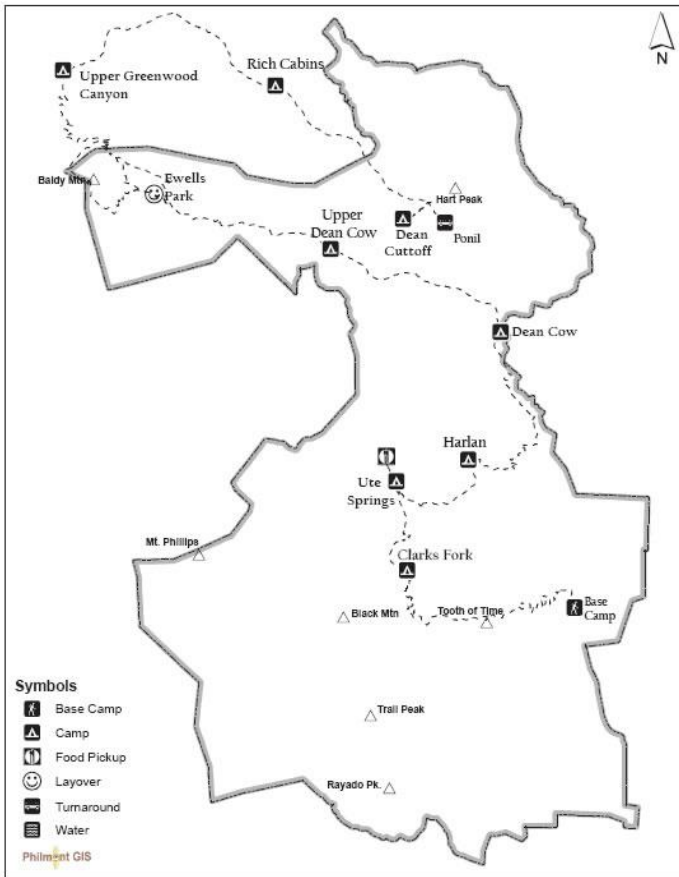 N
Rich Cabins
Upper Greenwood
Canyon
Baldy Mtn.
Ewells
Park
Hart Peak
Upper
Dean Cow
Dean
Cuttoff
Ponil
Dean Cow
Harlan
Ute
Springs
Mt. Phillips
Clarks Fork
Black Mtn
Tooth of Time
Base
Camp
Trail Peak
Rayado Pk.
Symbols
Base Camp
Camp
Food Pickup
Layover
Turnaround
Water
Philmont GIS